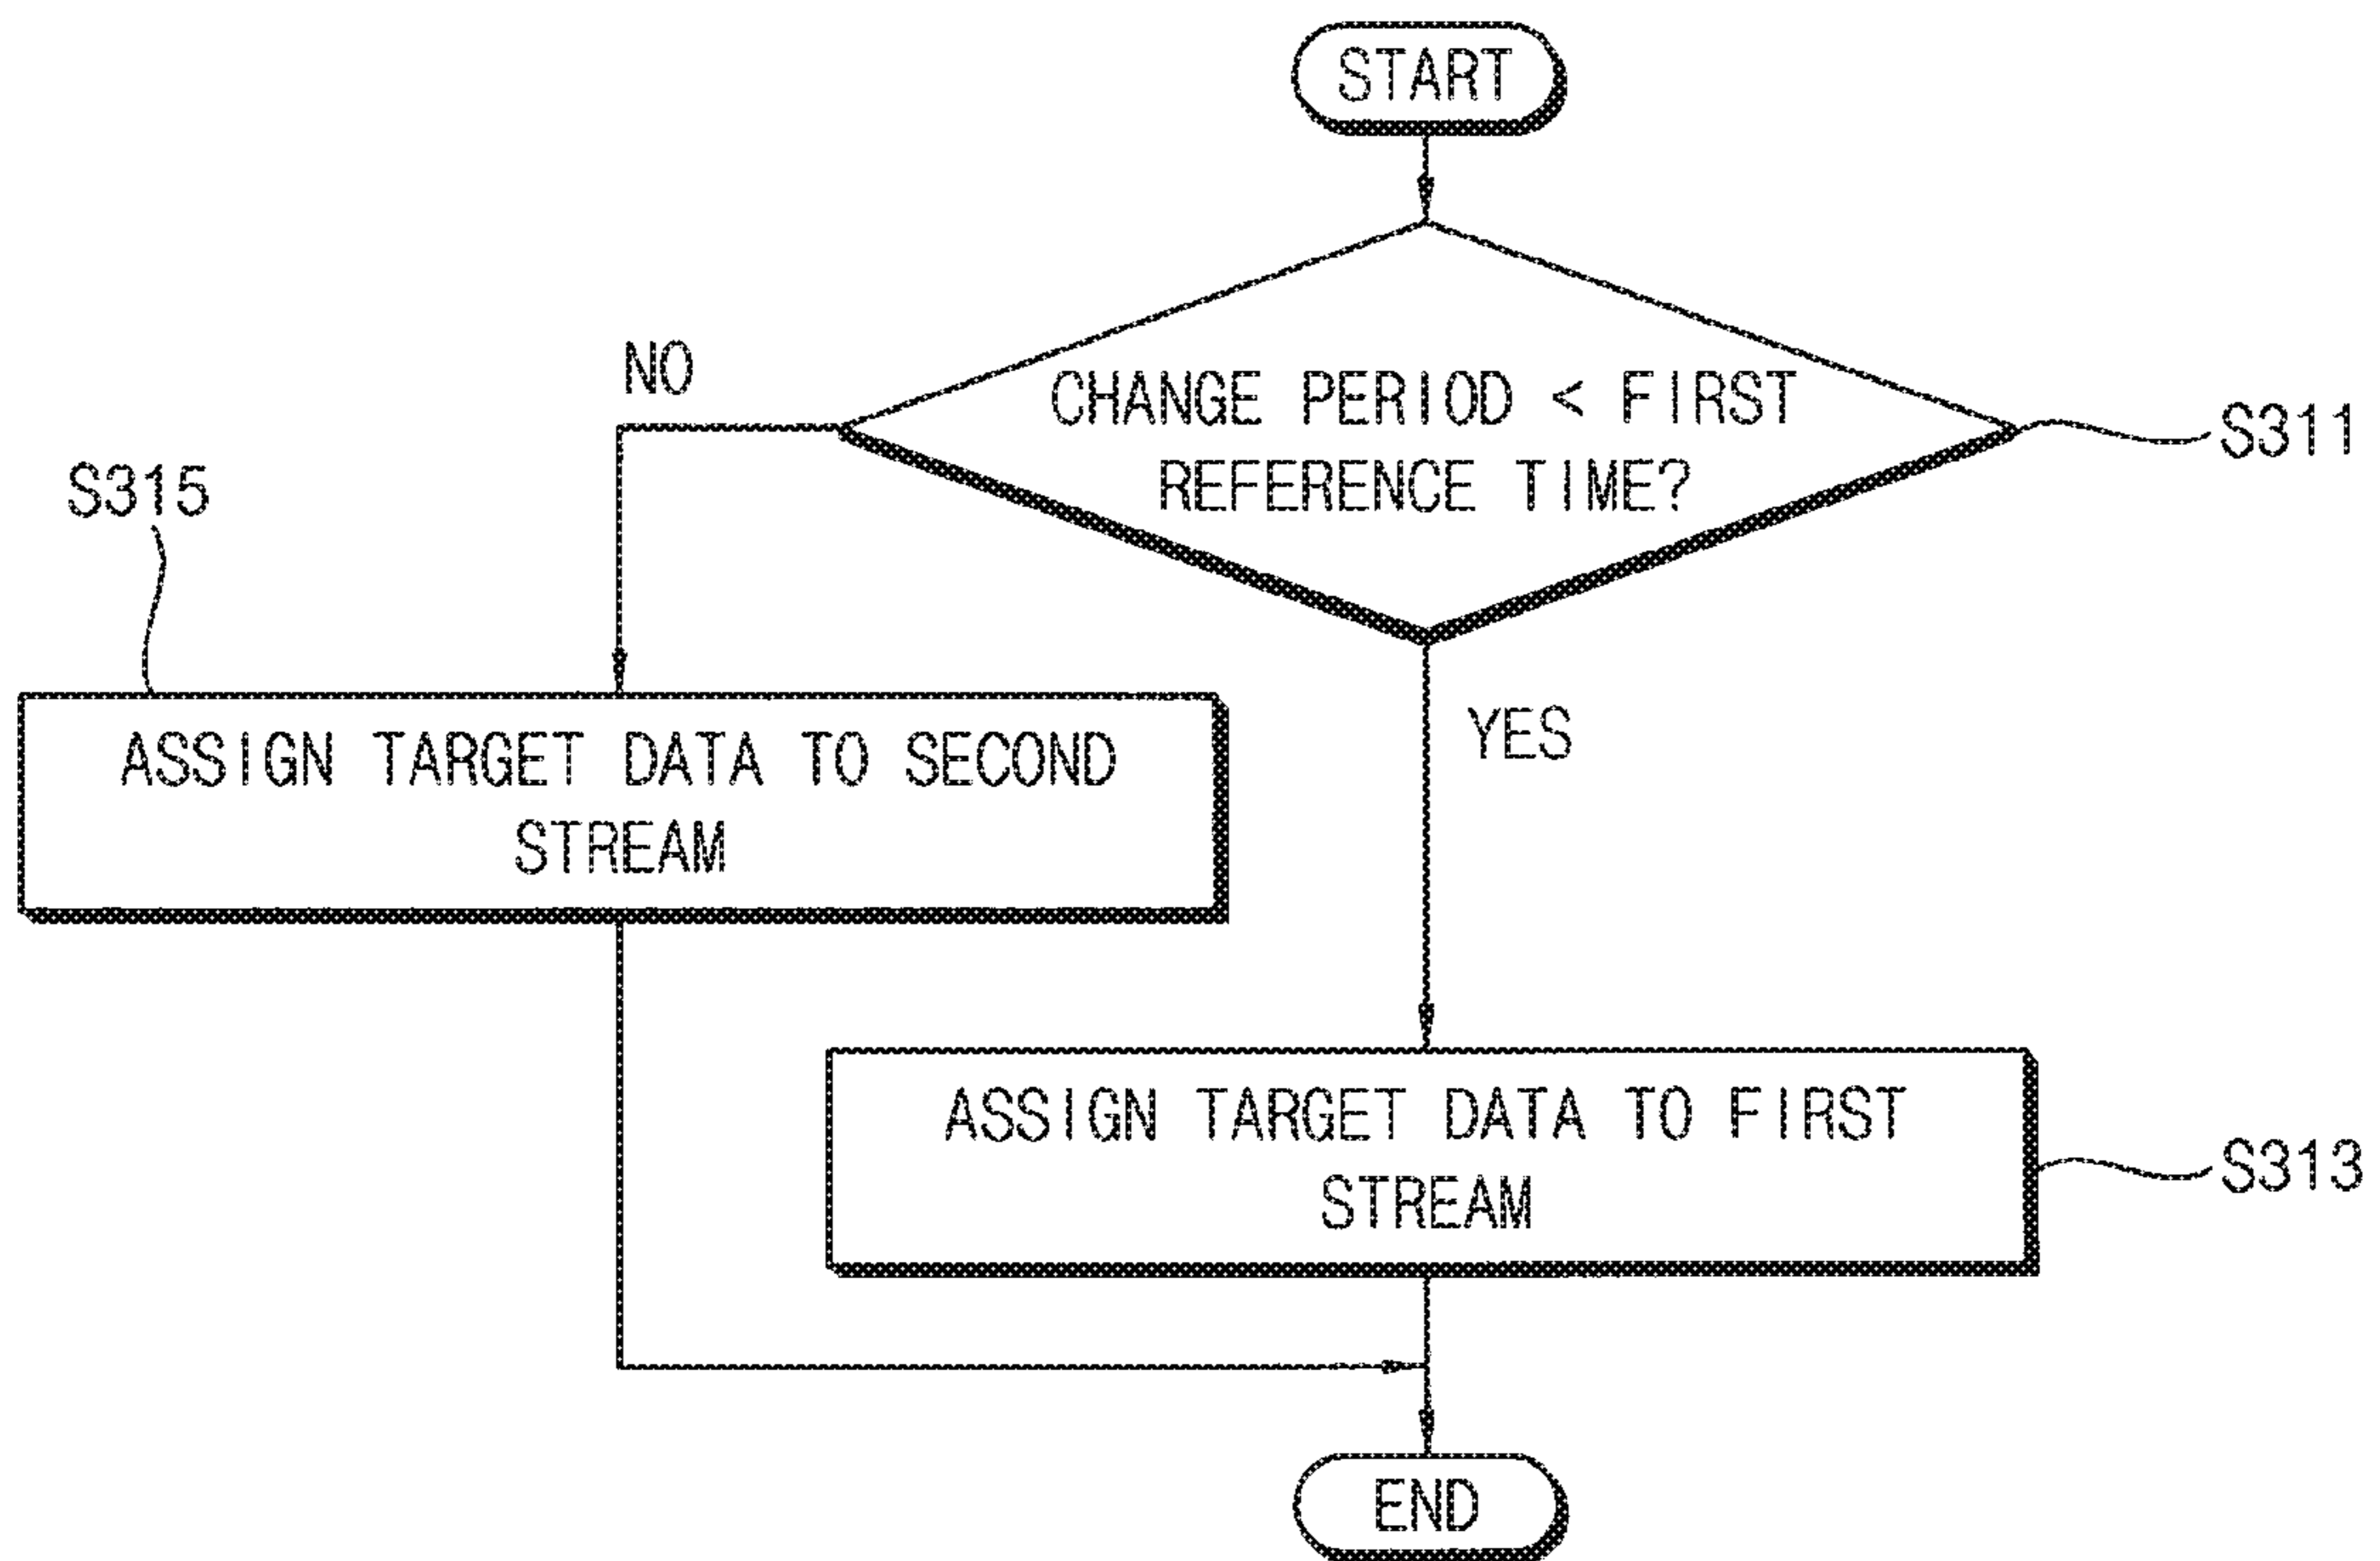 START
NO
CHANGE PERIOD < FIRST
REFERENCE TIME?
S311
S315
YES
ASSIGN TARGET DATA TO SECOND
STREAM
ASSIGN TARGET DATA TO FIRST
STREAM
S313
END